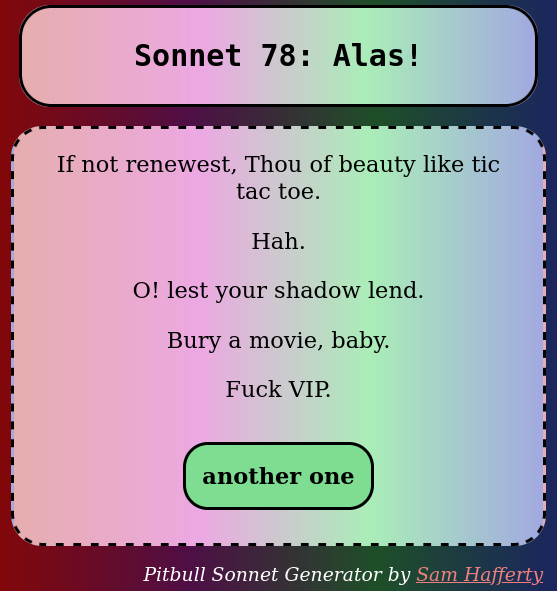 Sonnet 78: Alas!
If not renewest, Thou of beauty like tic
tac toe.
Hah.
O! lest your shadow lend.
Bury a movie, baby.
Fuck VIP.
another one
Pitbull Sonnet Generator by Sam Hafferty